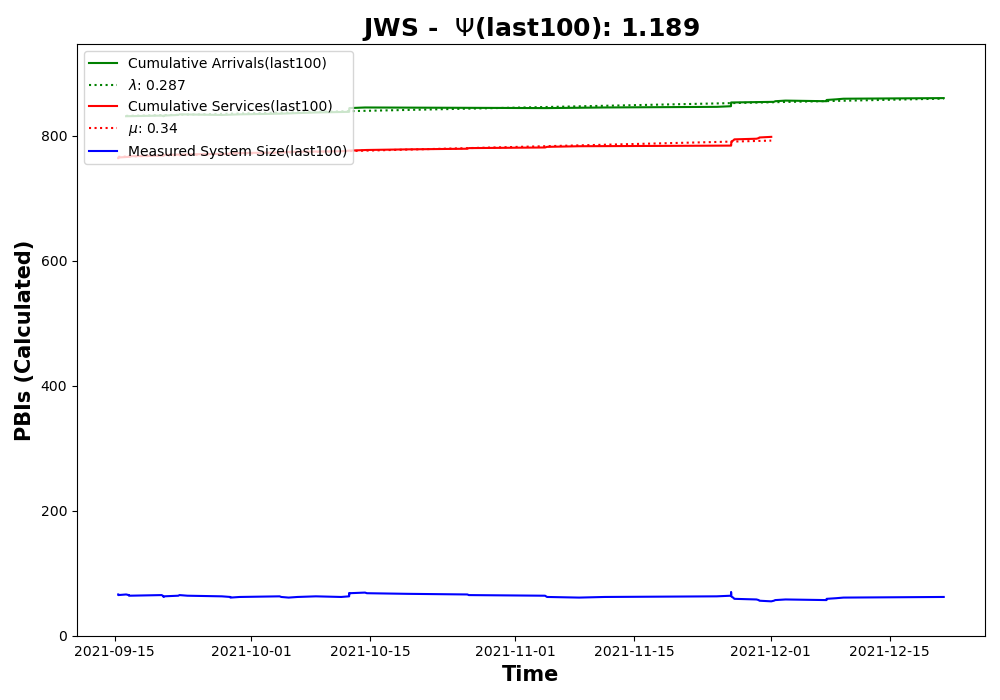 JWS - Ψ(last100): 1.189
Cumulative Arrivals(last100)
λ: 0.287
Cumulative Services(last100)
μ: 0.34
Measured System Size(last100)
PBIs (Calculated)
800
600
400
200
0
2021-09-15 2021-10-01 2021-10-15 2021-11-01 2021-11-15 2021-12-01 2021-12-15
Time